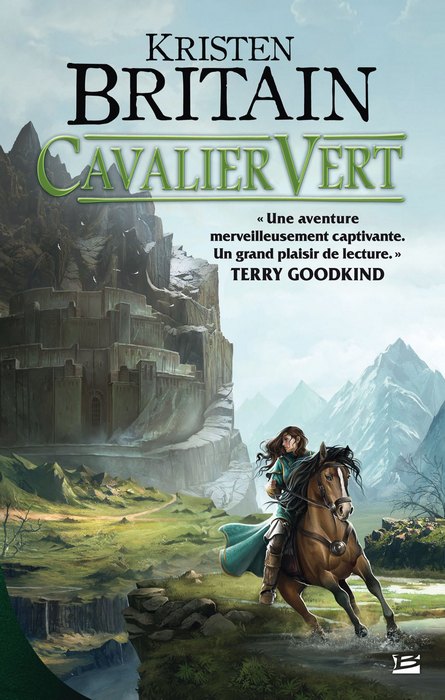 KRISTEN
BRITAIN
CAVALIER VERT
« Une aventure
merveilleusement captivante.
Un grand plaisir de lecture. »
TERRY GOODKIND
B